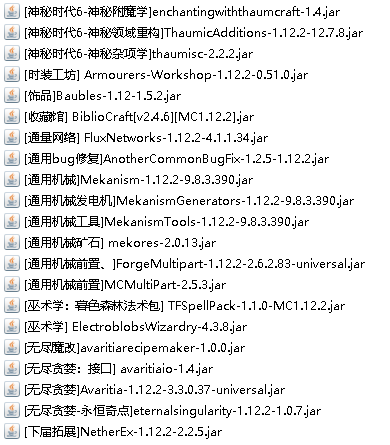 [神秘时代6-神秘附魔学]enchantingwiththaumcraft-1.4.jar
[神秘时代6-神秘领域重构]ThaumicAdditions-1.12.2-12.7.8.jar
[神秘时代6-神秘杂项学]thaumisc-2.2.2.jar
[时装工坊] Armourers-Workshop-1.12.2-0.51.0.jar
[饰品]Baubles-1.12-1.5.2.jar
[收藏馆] BiblioCraft[v2.4.6][MC1.12.2].jar
[通量网络] FluxNetworks-1.12.2-4.1.1.34.jar
[通用bug修复]AnotherCommonBugFix-1.2.5-1.12.2.jar
[通用机械]Mekanism-1.12.2-9.8.3.390.jar
[通用机械发电机]MekanismGenerators-1.12.2-9.8.3.390.jar
[通用机械工具]MekanismTools-1.12.2-9.8.3.390.jar
[通用机械矿石] mekores-2.0.13.jar
[通用机械前置、]ForgeMultipart-1.12.2-2.6.2.83-universal.jar
[通用机械前置]MCMultiPart-2.5.3.jar
[巫术学：暮色森林法术包] TFSpellPack-1.1.0-MC1.12.2.jar
[巫术学] ElectroblobsWizardry-4.3.8.jar
[无尽魔改]avaritiarecipemaker-1.0.0.jar
[无尽贪婪：接口] avaritiaio-1.4.jar
[无尽贪婪]Avaritia-1.12.2-3.3.0.37-universal.jar
[无尽贪婪-永恒奇点]eternalsingularity-1.12.2-1.0.7.jar
[下届拓展]NetherEx-1.12.2-2.2.5.jar